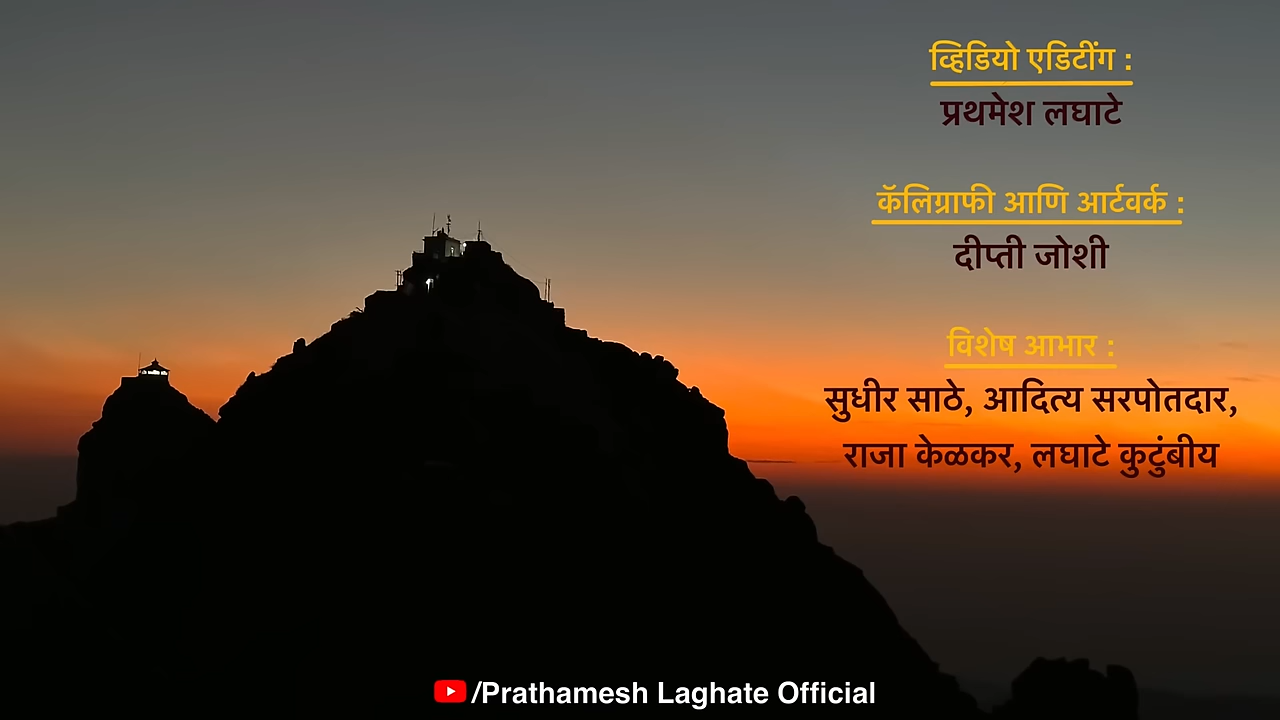 व्हिडियो एडिटींग :
प्रथमेश लघाटे
कॅलिग्राफी आणि आर्टवर्क :
दीप्ती जोशी
विशेष आभार :
सुधीर साठे, आदित्य सरपोतदार,
राजा केळकर, लघाटे कुटुंबीय
/Prathamesh Laghate Official